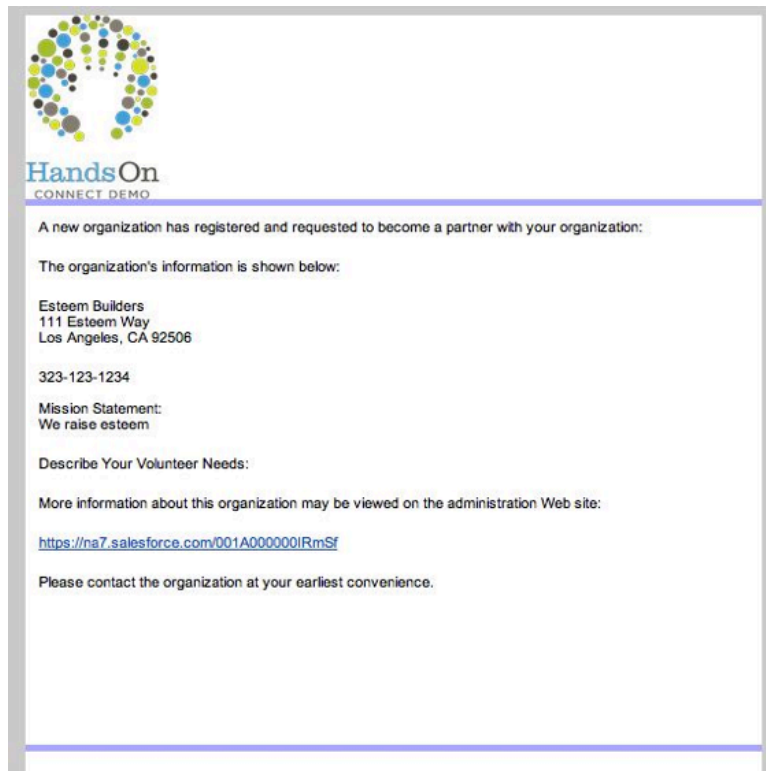 HandsOn
CONNECT DEMO
A new organization has registered and requested to become a partner with your organization:
The organization's information is shown below:
Esteem Builders
111 Esteem Way
Los Angeles, CA 92506
323-123-1234
Mission Statement:
We raise esteem
Describe Your Volunteer Needs:
More information about this organization may be viewed on the administration Web site:
https://na7.salesforce.com/001A000000IRmSf
Please contact the organization at your earliest convenience.